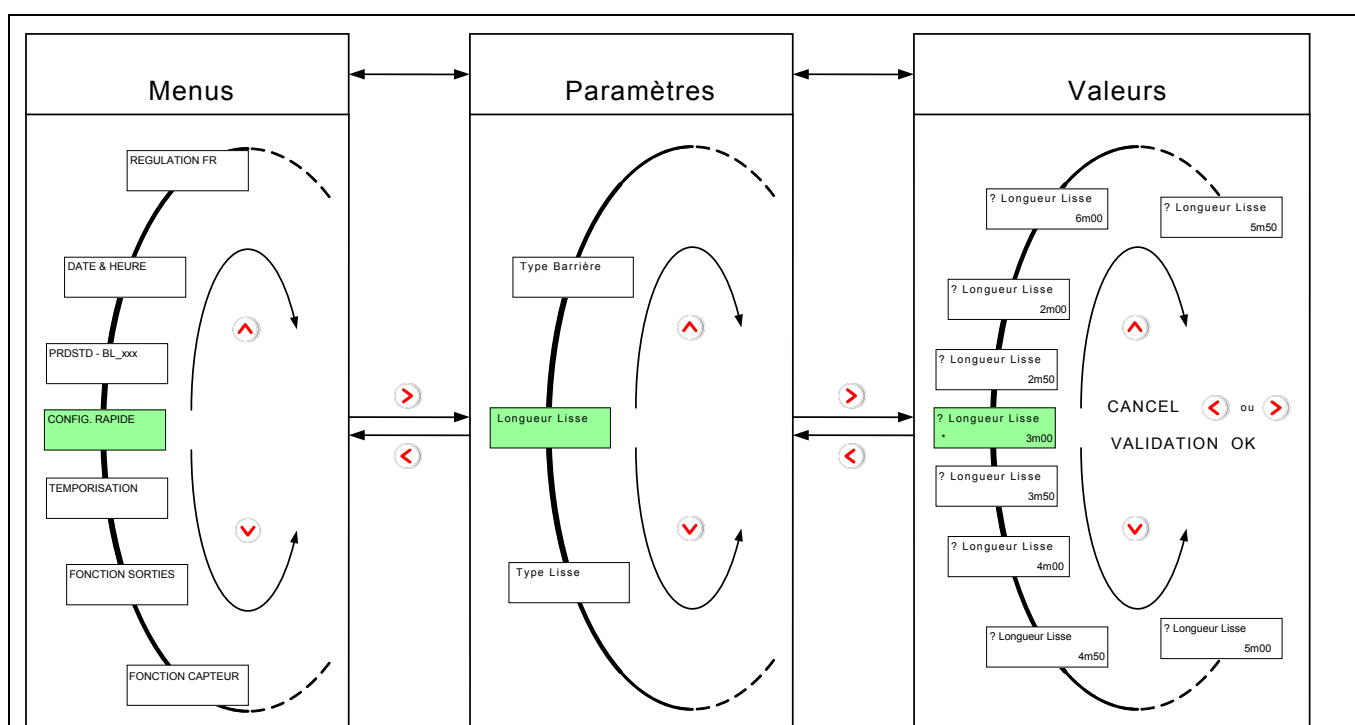 Menus
REGULATION FR
DATE & HEURE
PRDSTD - BL_xxx
CONFIG. RAPIDE
TEMPORISATION
FONCTION SORTIES
FONCTION CAPTEUR
Paramètres
Type Barrière
Longueur Lisse
Type Lisse
Valeurs
? Longueur Lisse
6m00
? Longueur Lisse
5m50
? Longueur Lisse
2m00
? Longueur Lisse
2m50
? Longueur Lisse
* 3m00
CANCEL ou
VALIDATION OK
? Longueur Lisse
3m50
? Longueur Lisse
4m00
? Longueur Lisse
4m50
? Longueur Lisse
5m00